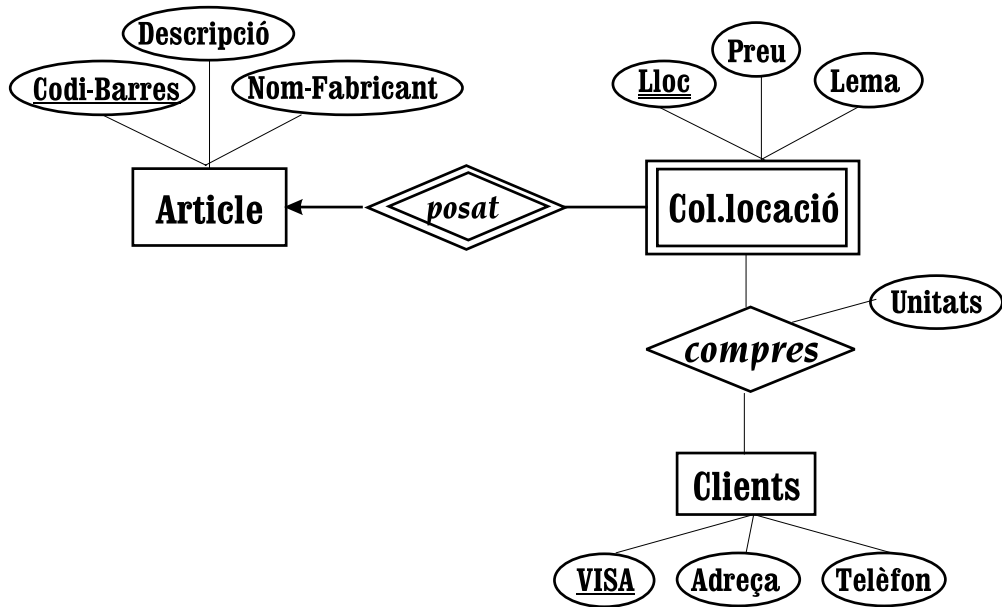 Descripció
Codi-Barres
Nom-Fabricant
Article
posat
Preu
Lloc
Lema
Col.locació
Unitats
compres
Clients
VISA
Adreça
Telèfon